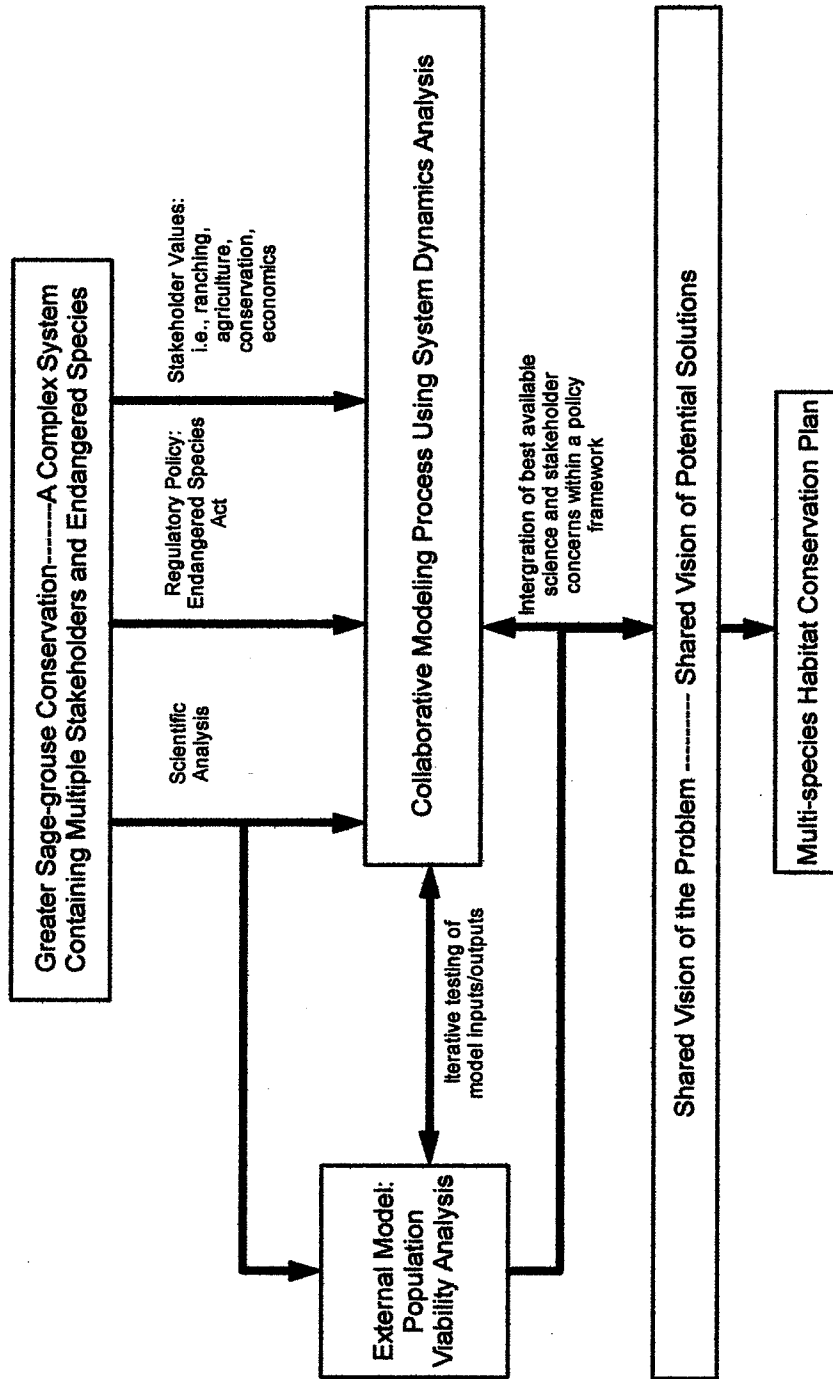 Greater Sage-grouse Conservation-------A Complex System
Containing Multiple Stakeholders and Endangered Species
Scientific
Analysis
Regulatory Policy:
Endangered Species
Act
Stakeholder Values:
i.e., ranching,
agriculture,
conservation,
economics
External Model:
Population
Viability Analysis
Iterative testing of
model inputs/outputs
Collaborative Modeling Process Using System Dynamics Analysis
Intergration of best available
science and stakeholder
concerns within a policy
framework
Shared Vision of the Problem --------- Shared Vision of Potential Solutions
Multi-species Habitat Conservation Plan